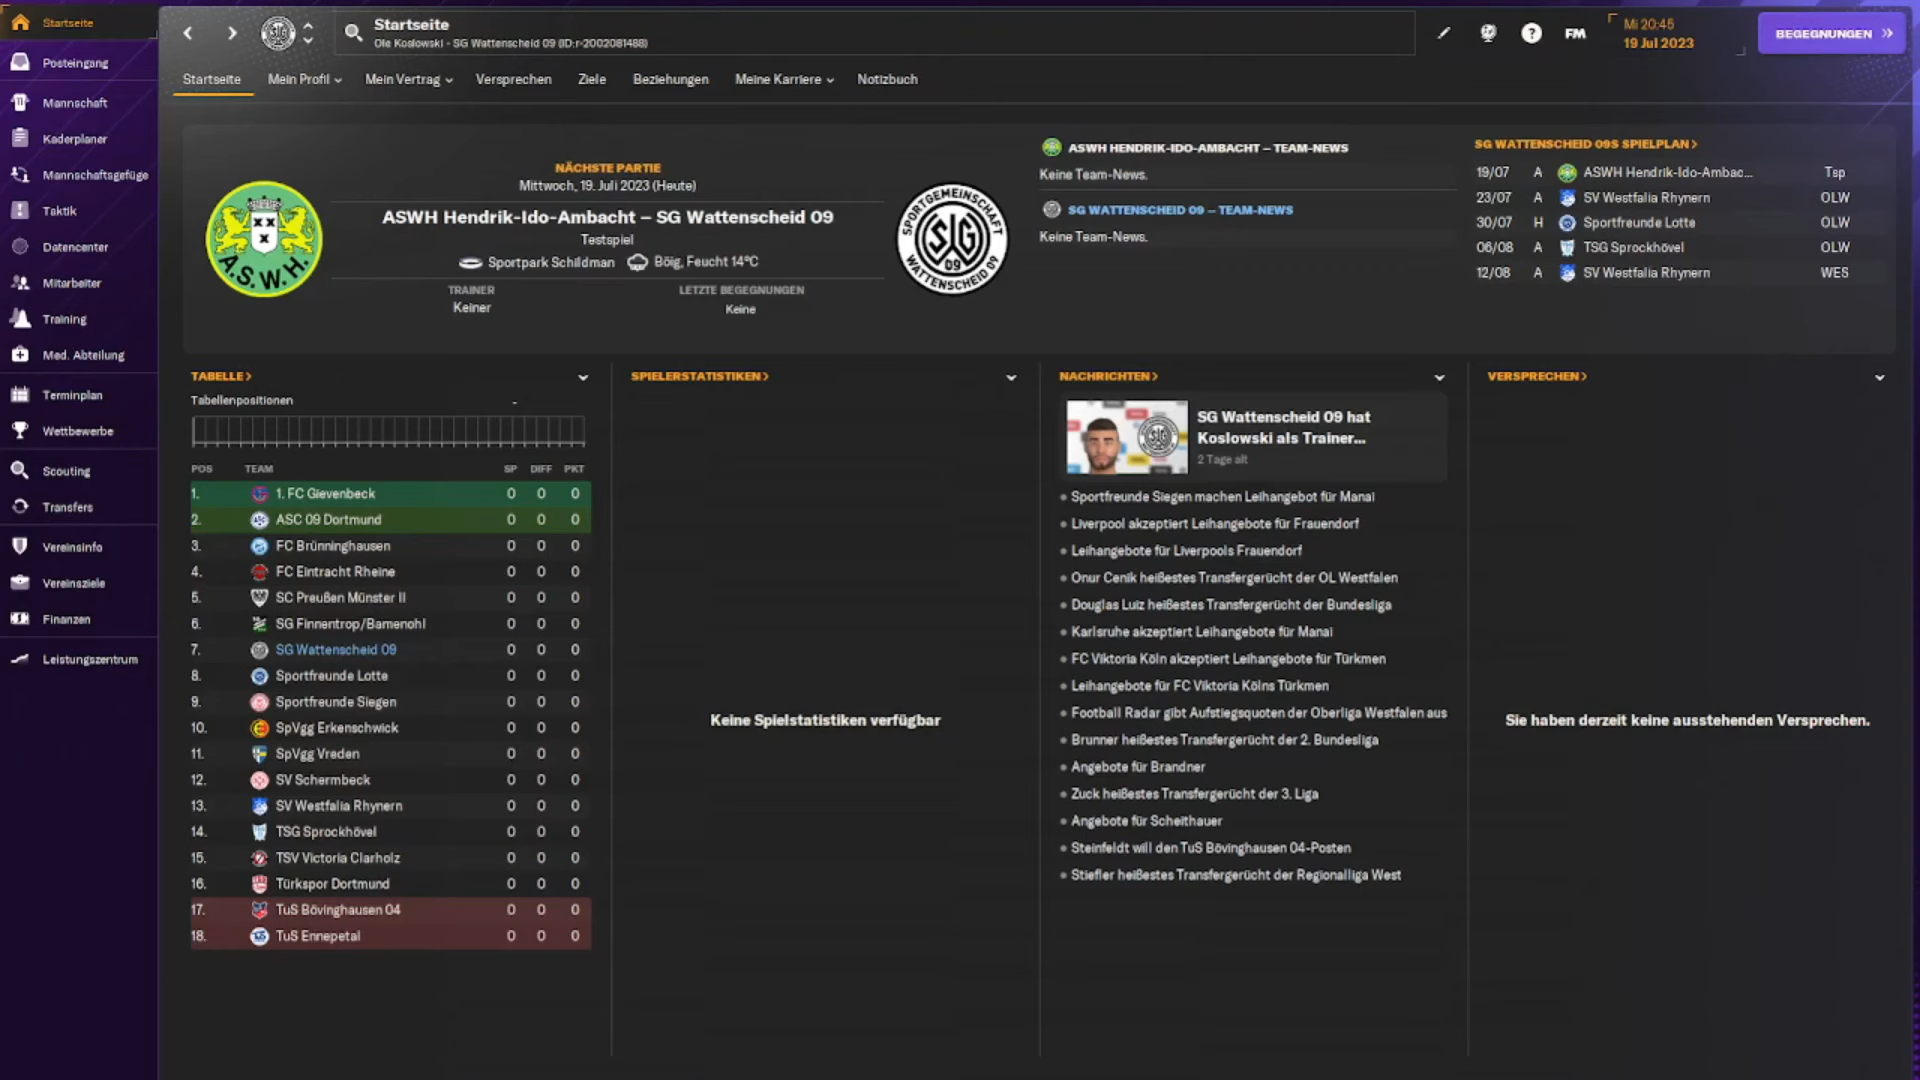 Startseite
Posteingang
Mannschaft
Kaderplaner
Mannschaftsgefüge
Taktik
Datencenter
Mitarbeiter
Training
Med. Abteilung
Terminplan
Wettbewerbe
Scouting
Transfers
Vereinsinfo
Vereinsziele
Finanzen
Leistungszentrum
Startseite
Ole Koslowski - SG Wattenscheid 09 (ID:r-2002081488)
FM
Mi 20:45
19 Jul 2023
BEGEGNUNGEN
Startseite Mein Profil Mein Vertrag Versprechen Ziele Beziehungen Meine Karriere Notizbuch
A.S.W.H.
NÄCHSTE PARTIE
Mittwoch, 19. Juli 2023 (Heute)
ASWH Hendrik-Ido-Ambacht – SG Wattenscheid 09
Testspiel
Sportpark Schildman Böig, Feucht 14°C
TRAINER LETZTE BEGEGNUNGEN
Keiner Keine
SPORTGEMEINSCHAFT
09
WATTENSCHEID 09
ASWH HENDRIK-IDO-AMBACHT – TEAM-NEWS
Keine Team-News.
SG WATTENSCHEID 09 – TEAM-NEWS
Keine Team-News.
SG WATTENSCHEID 09S SPIELPLAN >
19/07 A ASWH Hendrik-Ido-Ambac... Tsp
23/07 A SV Westfalia Rhynern OLW
30/07 H Sportfreunde Lotte OLW
06/08 A TSG Sprockhövel OLW
12/08 A SV Westfalia Rhynern WES
TABELLE >
Tabellenpositionen -
POS TEAM SP DIFF PKT
1. 1. FC Gievenbeck 0 0 0
2. ASC 09 Dortmund 0 0 0
3. FC Brünninghausen 0 0 0
4. FC Eintracht Rheine 0 0 0
5. SC Preußen Münster II 0 0 0
6. SG Finnentrop/Bamenohl 0 0 0
7. SG Wattenscheid 09 0 0 0
8. Sportfreunde Lotte 0 0 0
9. Sportfreunde Siegen 0 0 0
10. SpVgg Erkenschwick 0 0 0
11. SpVgg Vreden 0 0 0
12. SV Schermbeck 0 0 0
13. SV Westfalia Rhynern 0 0 0
14. TSG Sprockhövel 0 0 0
15. TSV Victoria Clarholz 0 0 0
16. Türkspor Dortmund 0 0 0
17. TuS Bövinghausen 04 0 0 0
18. TuS Ennepetal 0 0 0
SPIELERSTATISTIKEN >
Keine Spielstatistiken verfügbar
NACHRICHTEN >
SG Wattenscheid 09 hat
Koslowski als Trainer...
2 Tage alt
Sportfreunde Siegen machen Leihangebot für Manai
Liverpool akzeptiert Leihangebote für Frauendorf
Leihangebote für Liverpools Frauendorf
Onur Cenik heißestes Transfergerücht der OL Westfalen
Douglas Luiz heißestes Transfergerücht der Bundesliga
Karlsruhe akzeptiert Leihangebote für Manai
FC Viktoria Köln akzeptiert Leihangebote für Türkmen
Leihangebote für FC Viktoria Kölns Türkmen
Football Radar gibt Aufstiegsquoten der Oberliga Westfalen aus
Brunner heißestes Transfergerücht der 2. Bundesliga
Angebote für Brandner
Zuck heißestes Transfergerücht der 3. Liga
Angebote für Scheithauer
Steinfeldt will den TuS Bövinghausen 04-Posten
Stiefler heißestes Transfergerücht der Regionalliga West
VERSPRECHEN >
Sie haben derzeit keine ausstehenden Versprechen.